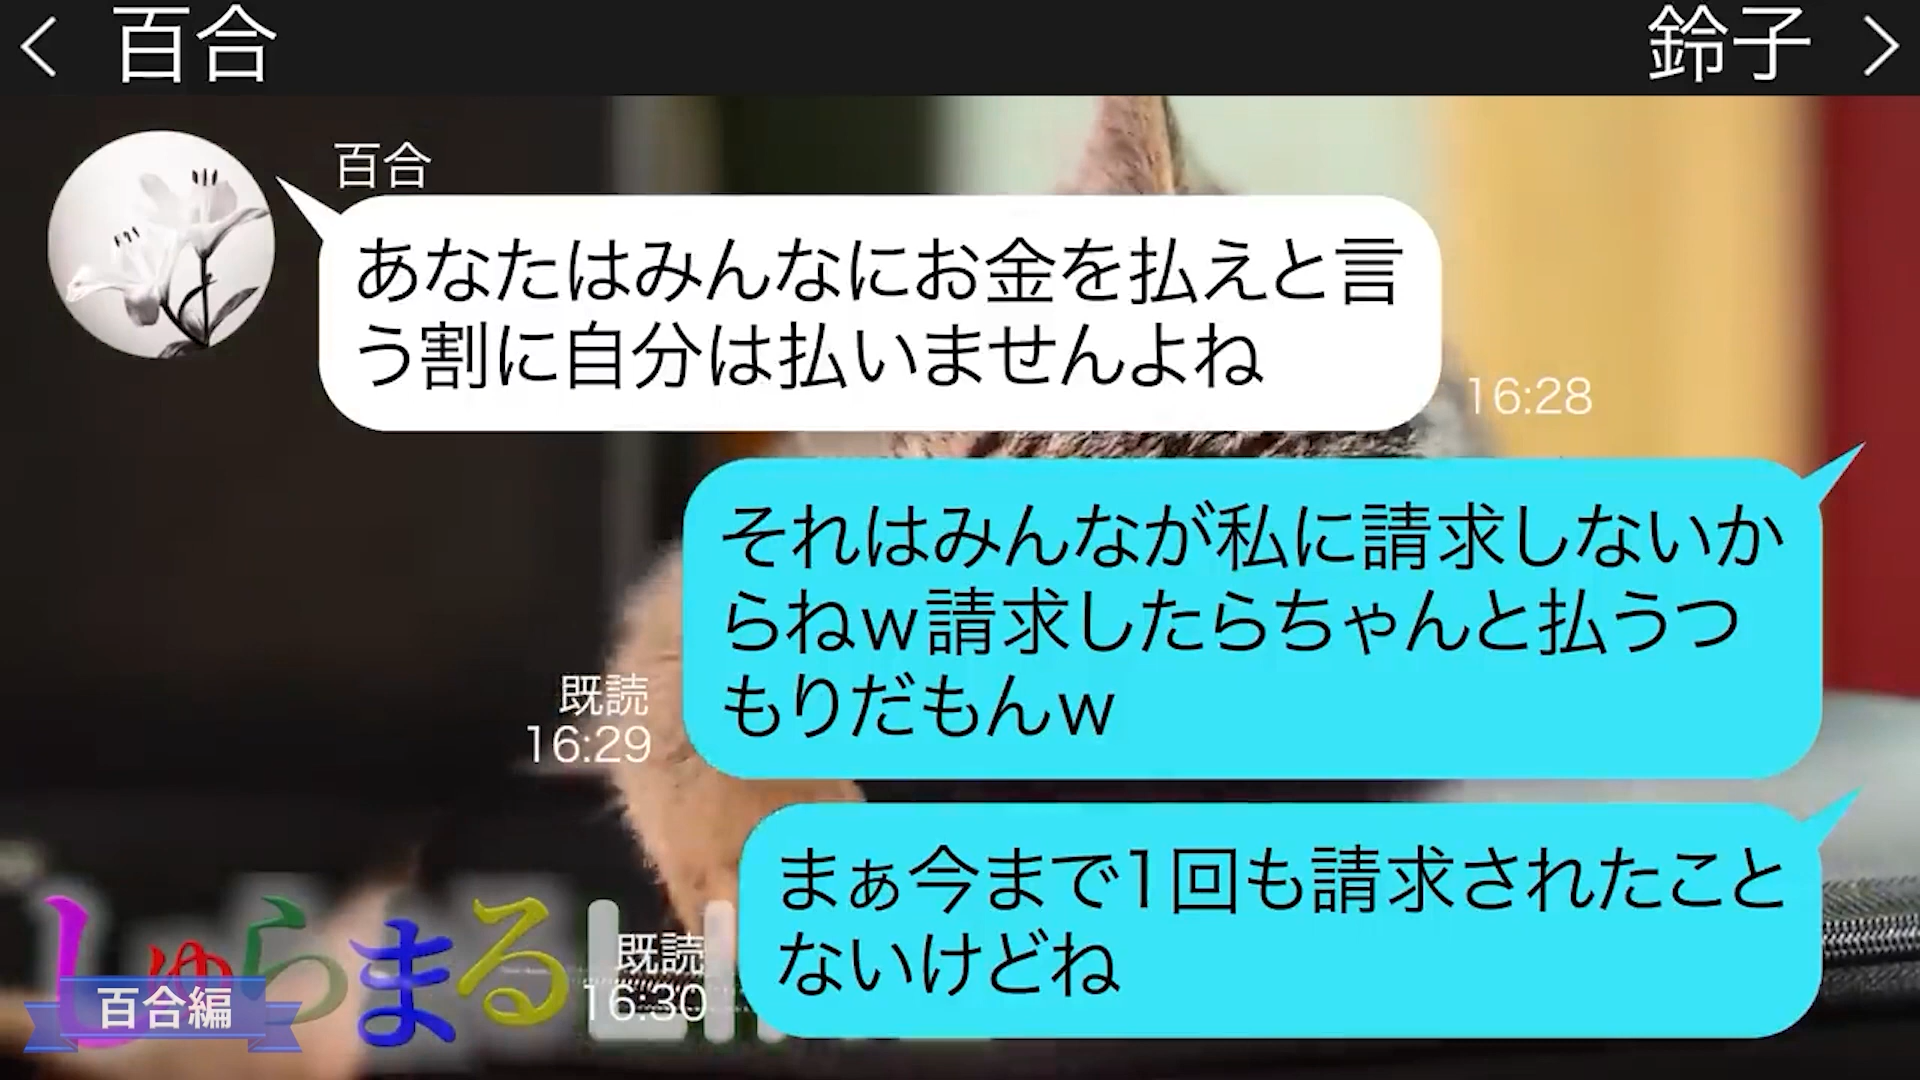 百合
鈴子
百合
あなたはみんなにお金を払えと言
う割に自分は払いませんよね
16:28
それはみんなが私に請求しないか
らねw請求したらちゃんと払うつ
もりだもんw
既読
16:29
まぁ今まで1回も請求されたこと
ないけどね
既読
16:30
しゅらまる
百合編